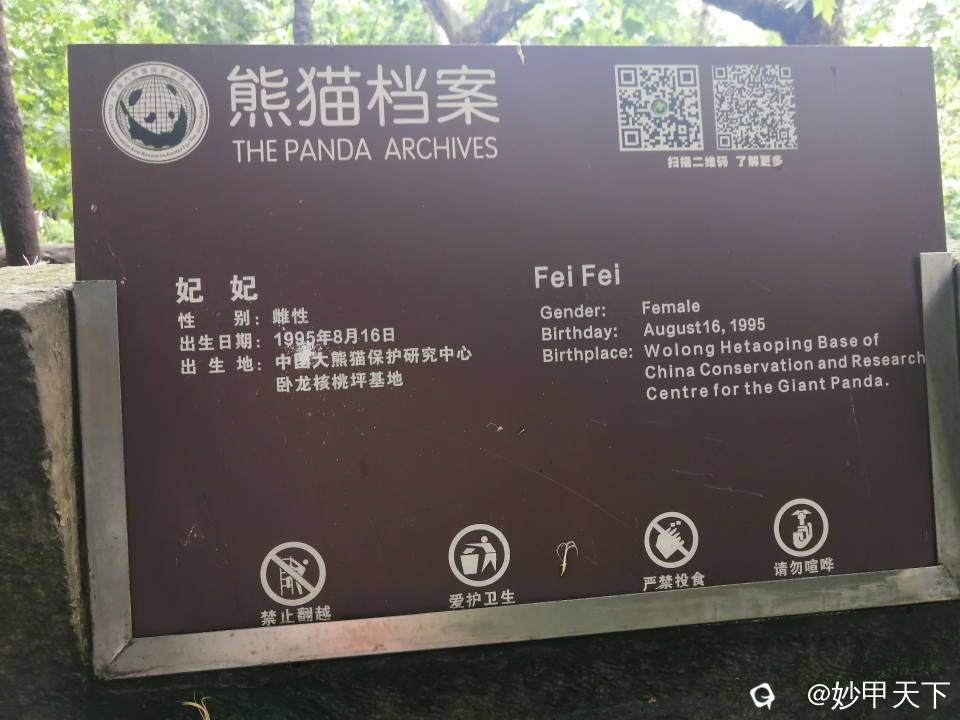 熊猫档案
THE PANDA ARCHIVES
扫描二维码 了解更多
妃 妃
性 别: 雌性
出生日期: 1995年8月16日
出 生 地: 中国大熊猫保护研究中心
卧龙核桃坪基地
Fei Fei
Gender: Female
Birthday: August16, 1995
Birthplace: Wolong Hetaoping Base of
China Conservation and Research
Centre for the Giant Panda.
禁止翻越
爱护卫生
严禁投食
请勿喧哗
@妙甲天下